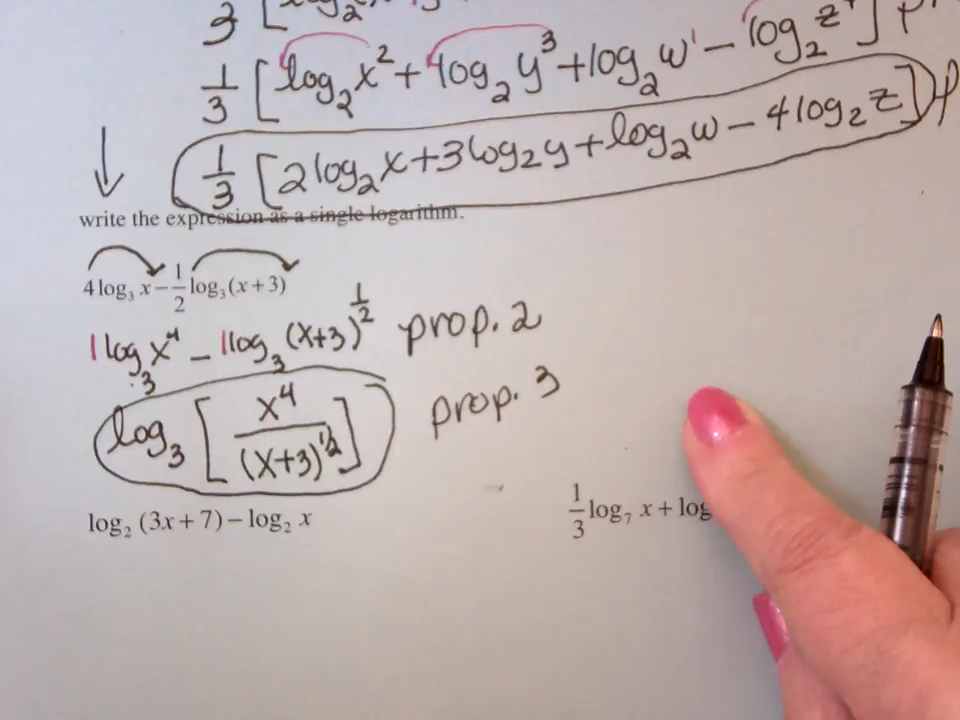 1/3 [log₂x² + log₂y³ + log₂w¹ − log₂z⁴]
1/3 [2log₂x + 3log₂y + log₂w − 4log₂z]
write the expression as a single logarithm.
4log₃ x − 1/2 log₃(x+3)
1log₃x⁴ − 1log₃(x+3)^1/2 prop. 2
log₃ [x⁴/(x+3)^1/2] prop. 3
log₂ (3x+7) − log₂ x
1/3 log₇ x + log